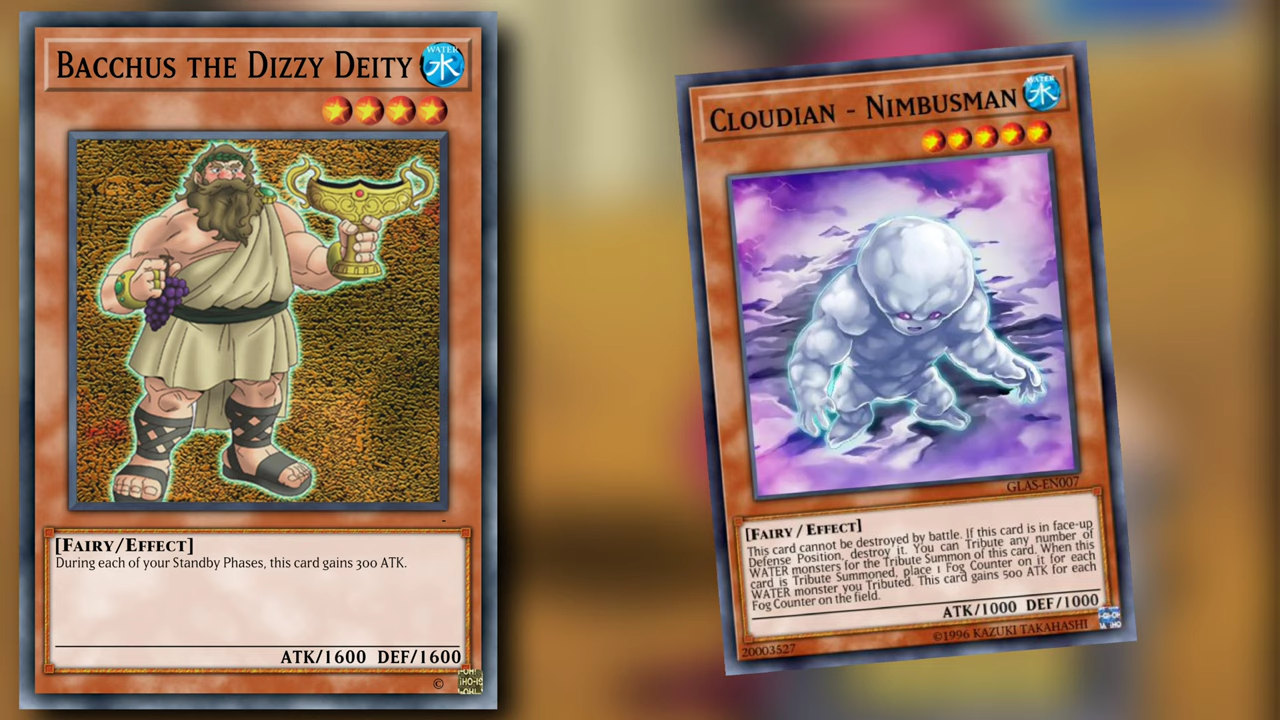 BACCHUS THE DIZZY DEITY
WATER
水
[FAIRY/EFFECT]
During each of your Standby Phases, this card gains 300 ATK.
ATK/1600 DEF/1600
©
CLOUDIAN - NIMBUSMAN
WATER
水
GLAS-EN007
[FAIRY / EFFECT]
This card cannot be destroyed by battle. If this card is in face-up
Defense Position, destroy it. You can Tribute any number of
WATER monsters for the Tribute Summon of this card. When this
card is Tribute Summoned, place 1 Fog Counter on it for each
WATER monster you Tributed. This card gains 500 ATK for each
Fog Counter on the field.
ATK/1000 DEF/1000
20003527
©1996 KAZUKI TAKAHASHI